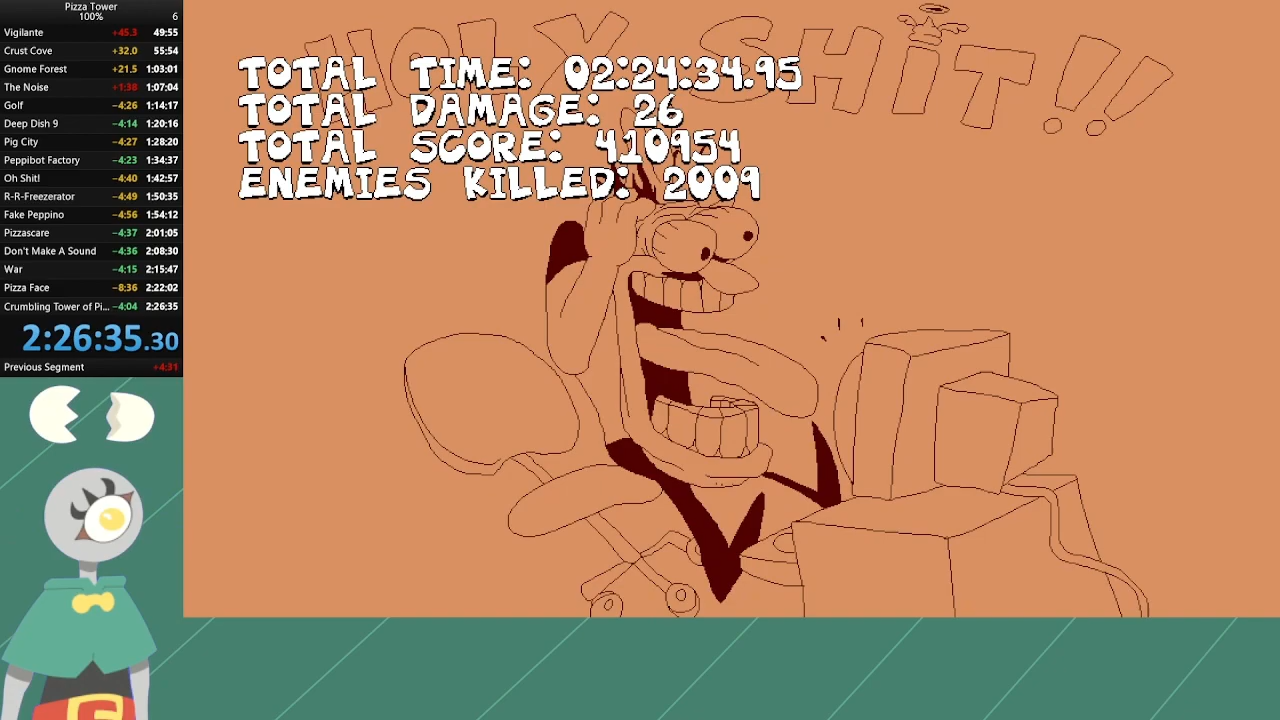 Pizza Tower
100% 6
Vigilante +45.3 49:55
Crust Cove +32.0 55:54
Gnome Forest +21.5 1:03:01
The Noise +1:38 1:07:04
Golf −4:26 1:14:17
Deep Dish 9 −4:14 1:20:16
Pig City −4:27 1:28:20
Peppibot Factory −4:23 1:34:37
Oh Shit! −4:40 1:42:57
R-R-Freezerator −4:49 1:50:35
Fake Peppino −4:56 1:54:12
Pizzascare −4:37 2:01:05
Don't Make A Sound −4:36 2:08:30
War −4:15 2:15:47
Pizza Face −8:36 2:22:02
Crumbling Tower of Pi... −4:04 2:26:35
2:26:35.30
Previous Segment +4:31
HOLY SHIT!!
TOTAL TIME: 02:24:34.95
TOTAL DAMAGE: 26
TOTAL SCORE: 410954
ENEMIES KILLED: 2009